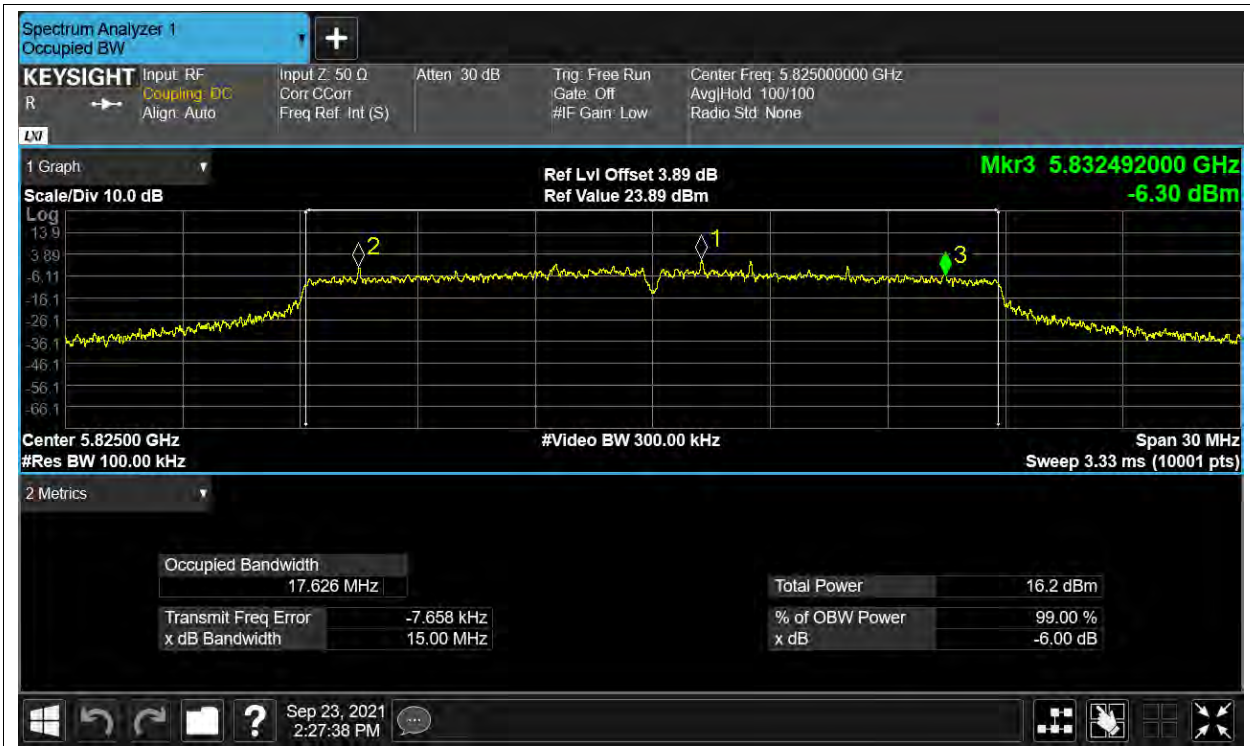 Spectrum Analyzer 1
Occupied BW
+
KEYSIGHT
R
LXI
Input: RF
Coupling: DC
Align: Auto
Input Z: 50 Ω
Corr CCorr
Freq Ref: Int (S)
Atten: 30 dB
Trig: Free Run
Gate: Off
#IF Gain: Low
Center Freq: 5.825000000 GHz
Avg|Hold: 100/100
Radio Std: None
1 Graph
Scale/Div 10.0 dB
Ref Lvl Offset 3.89 dB
Ref Value 23.89 dBm
Mkr3 5.832492000 GHz
-6.30 dBm
Log
13.9
3.89
-6.11
-16.1
-26.1
-36.1
-46.1
-56.1
-66.1
2
1
3
Center 5.82500 GHz
#Res BW 100.00 kHz
#Video BW 300.00 kHz
Span 30 MHz
Sweep 3.33 ms (10001 pts)
2 Metrics
Occupied Bandwidth
17.626 MHz
Transmit Freq Error -7.658 kHz
x dB Bandwidth 15.00 MHz
Total Power 16.2 dBm
% of OBW Power 99.00 %
x dB -6.00 dB
?
Sep 23, 2021
2:27:38 PM